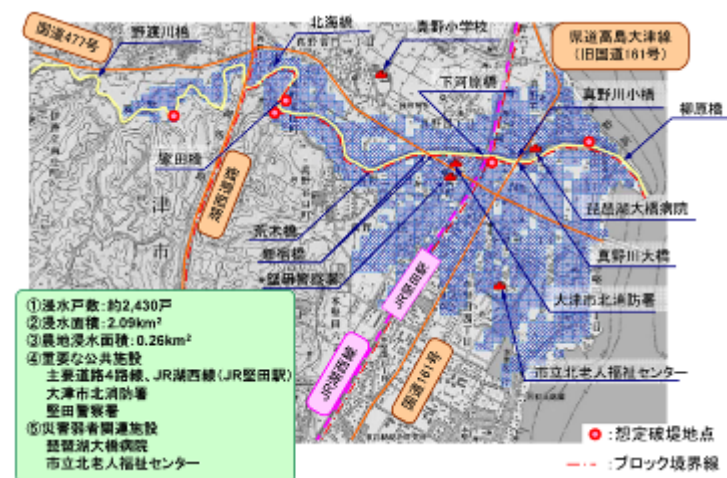 国道477号
野渡川橋
北海橋
真野小学校
県道高島大津線
(旧国道161号)
下河原橋
真野川小橋
柳原橋
津
市
荒木橋
新宿橋
堅田警察署
JR堅田駅
JR湖西線
国道161号
琵琶湖大橋病院
真野川大橋
大津市北消防署
市立北老人福祉センター
①浸水戸数:約2,430戸
②浸水面積:2.09km²
③農地浸水面積:0.26km²
④重要な公共施設
主要道路4路線、JR湖西線(JR堅田駅)
大津市北消防署
堅田警察署
⑤災害弱者関連施設
琵琶湖大橋病院
市立北老人福祉センター
:想定破堤地点
:ブロック境界線